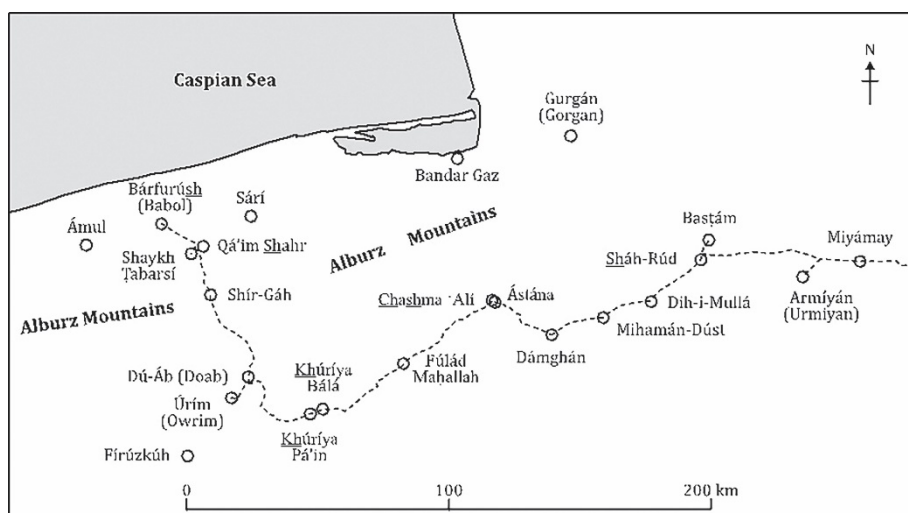 Caspian Sea
N
Gurgán
(Gorgan)
Bandar Gaz
Bárfurúsh
(Babol)
Sárí
Ámul
Qá'im Shahr
Shaykh
Ṭabarsí
Alburz Mountains
Basṭám
Sháh-Rúd
Miyámay
Shír-Gáh
Alburz Mountains
Chashma ʻAlí
Ástána
Dih-i-Mullá
Armíyán
(Urmiyan)
Mihamán-Dúst
Dámghán
Dú-Áb (Doab)
Khúríya
Bálá
Fúlád
Maḥallah
Úrím
(Owrim)
Khúríya
Pá'in
Fírúzkúh
0 100 200 km